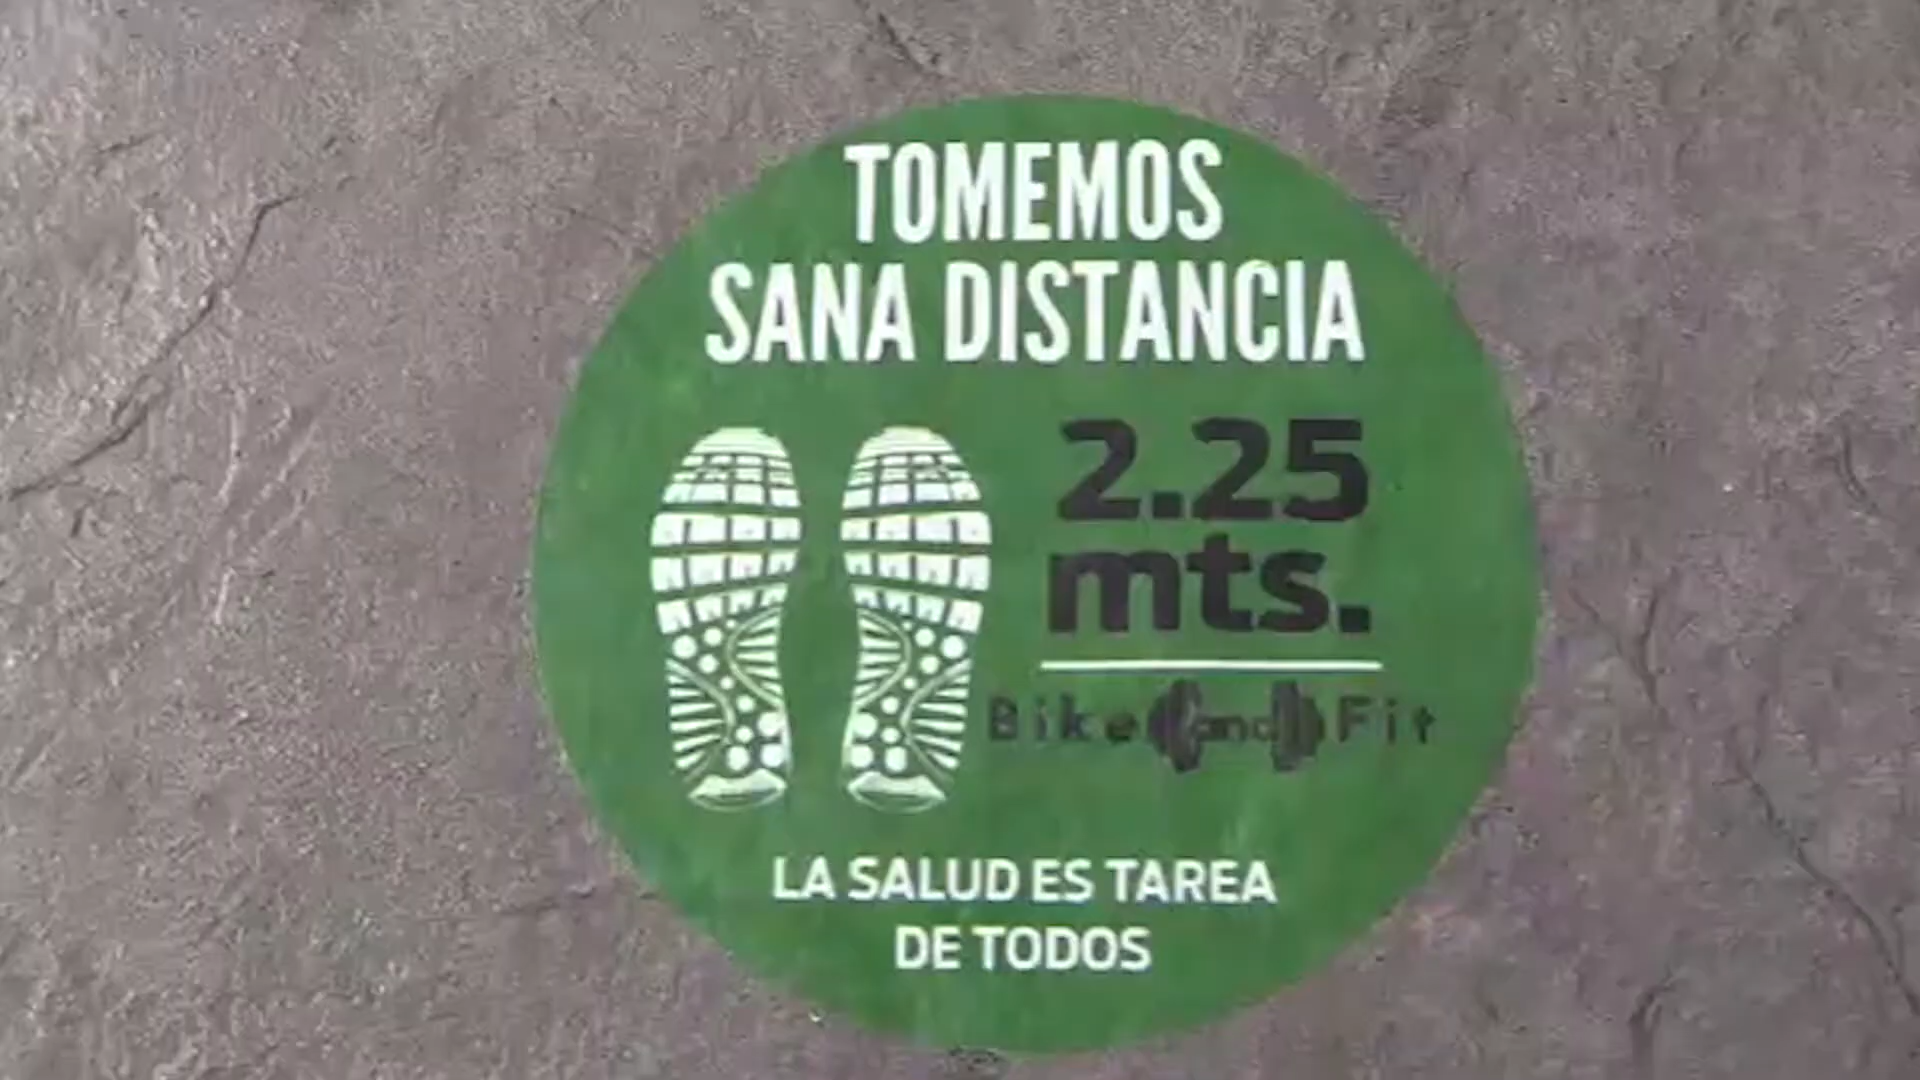 TOMEMOS
SANA DISTANCIA
2.25
mts.
Bike and Fit
LA SALUD ES TAREA
DE TODOS